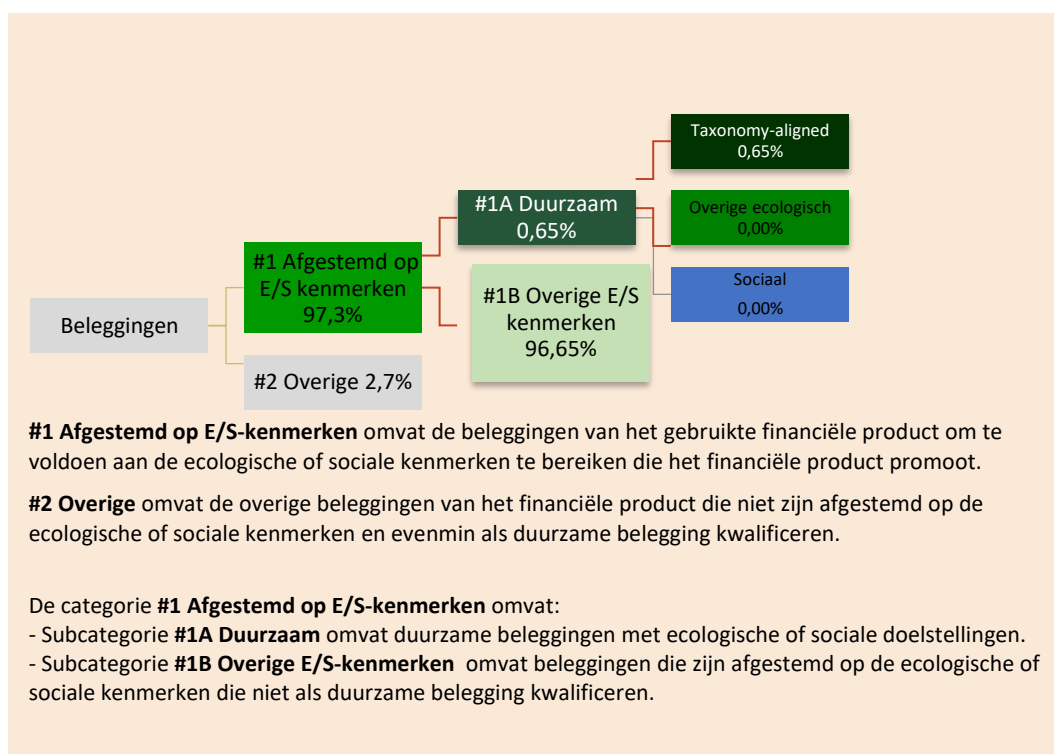 Taxonomy-aligned
0,65%
#1A Duurzaam
0,65%
Overige ecologisch
0,00%
#1 Afgestemd op
E/S kenmerken
97,3%
#1B Overige E/S
kenmerken
96,65%
Sociaal
0,00%
Beleggingen
#2 Overige 2,7%
#1 Afgestemd op E/S-kenmerken omvat de beleggingen van het gebruikte financiële product om te
voldoen aan de ecologische of sociale kenmerken te bereiken die het financiële product promoot.
#2 Overige omvat de overige beleggingen van het financiële product die niet zijn afgestemd op de
ecologische of sociale kenmerken en evenmin als duurzame belegging kwalificeren.
De categorie #1 Afgestemd op E/S-kenmerken omvat:
- Subcategorie #1A Duurzaam omvat duurzame beleggingen met ecologische of sociale doelstellingen.
- Subcategorie #1B Overige E/S-kenmerken omvat beleggingen die zijn afgestemd op de ecologische of
sociale kenmerken die niet als duurzame belegging kwalificeren.